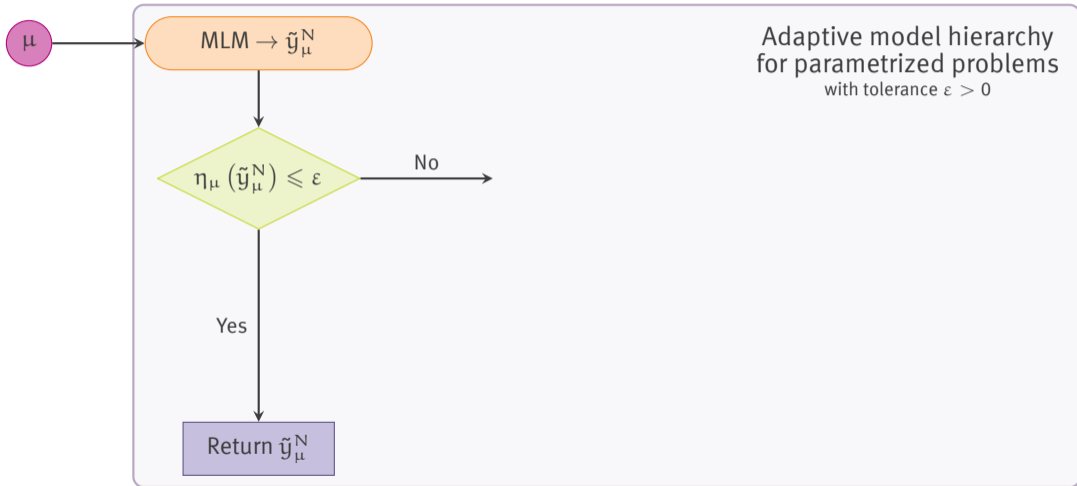 μ
MLM → ỹ_μ^N
Adaptive model hierarchy
for parametrized problems
with tolerance ε > 0
η_μ (ỹ_μ^N) ⩽ ε
No
Yes
Return ỹ_μ^N